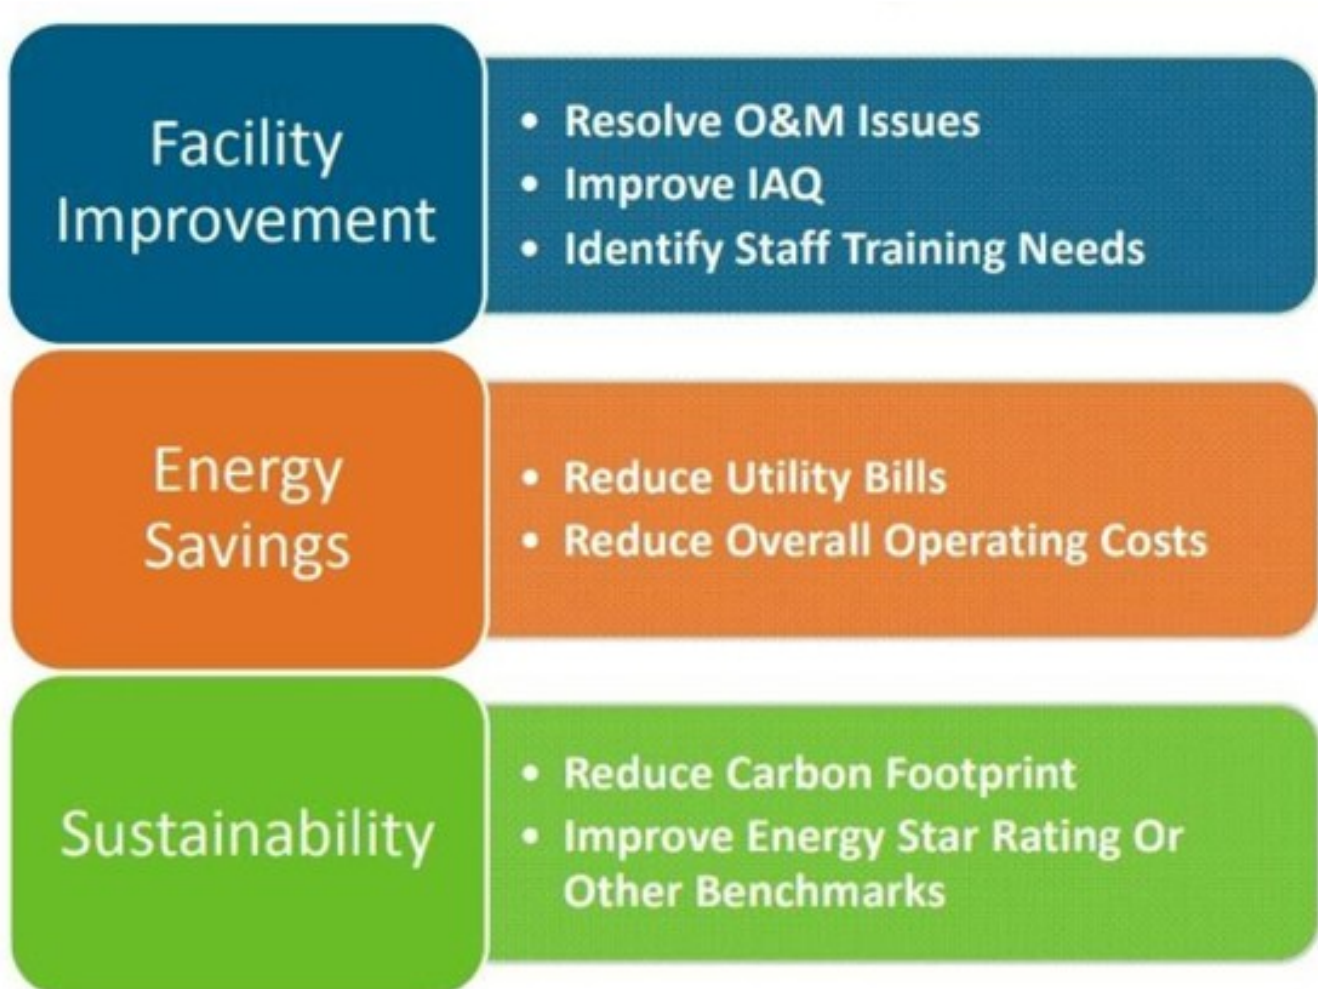 Facility
Improvement
• Resolve O&M Issues
• Improve IAQ
• Identify Staff Training Needs
Energy
Savings
• Reduce Utility Bills
• Reduce Overall Operating Costs
Sustainability
• Reduce Carbon Footprint
• Improve Energy Star Rating Or
Other Benchmarks